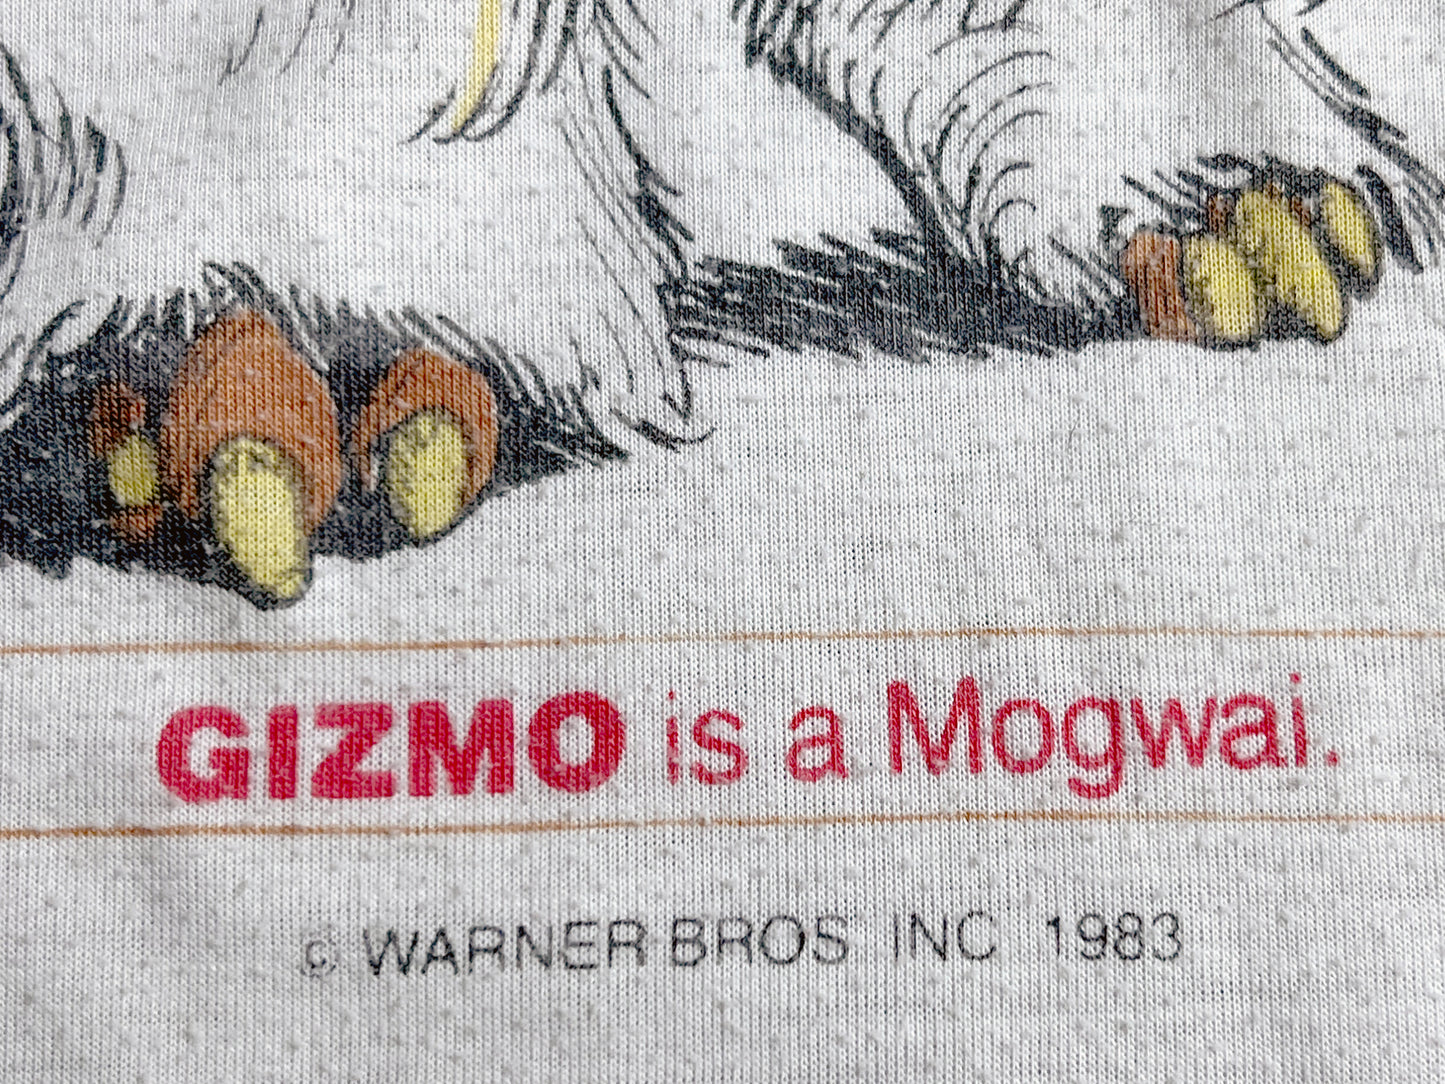 GIZMO is a Mogwai.
© WARNER BROS INC 1983